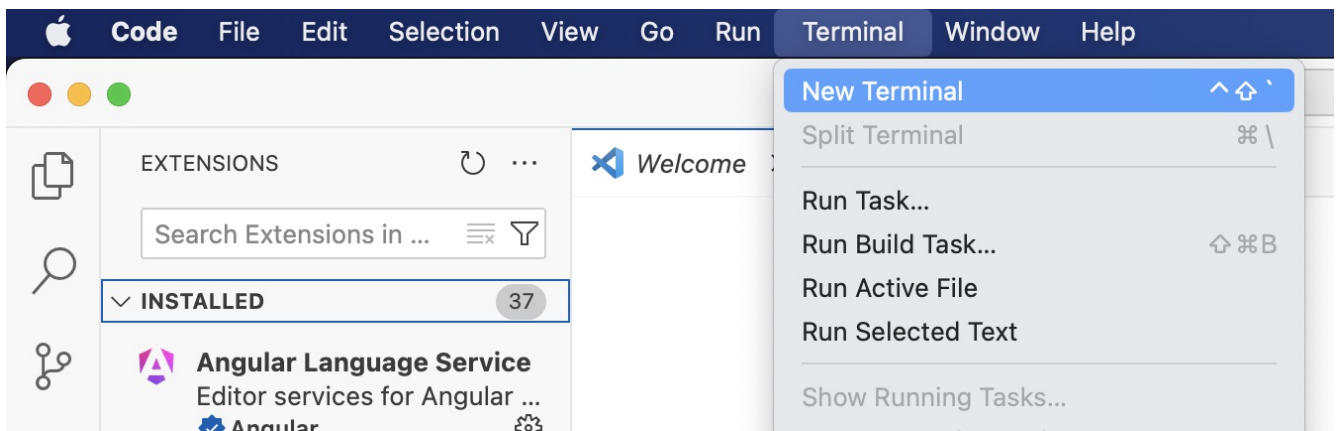 Code File Edit Selection View Go Run Terminal Window Help
New Terminal ^⇧`
Split Terminal ⌘\
Run Task...
Run Build Task... ⇧⌘B
Run Active File
Run Selected Text
Show Running Tasks...
EXTENSIONS
Search Extensions in ...
INSTALLED 37
Angular Language Service
Editor services for Angular ...
Angular
Welcome